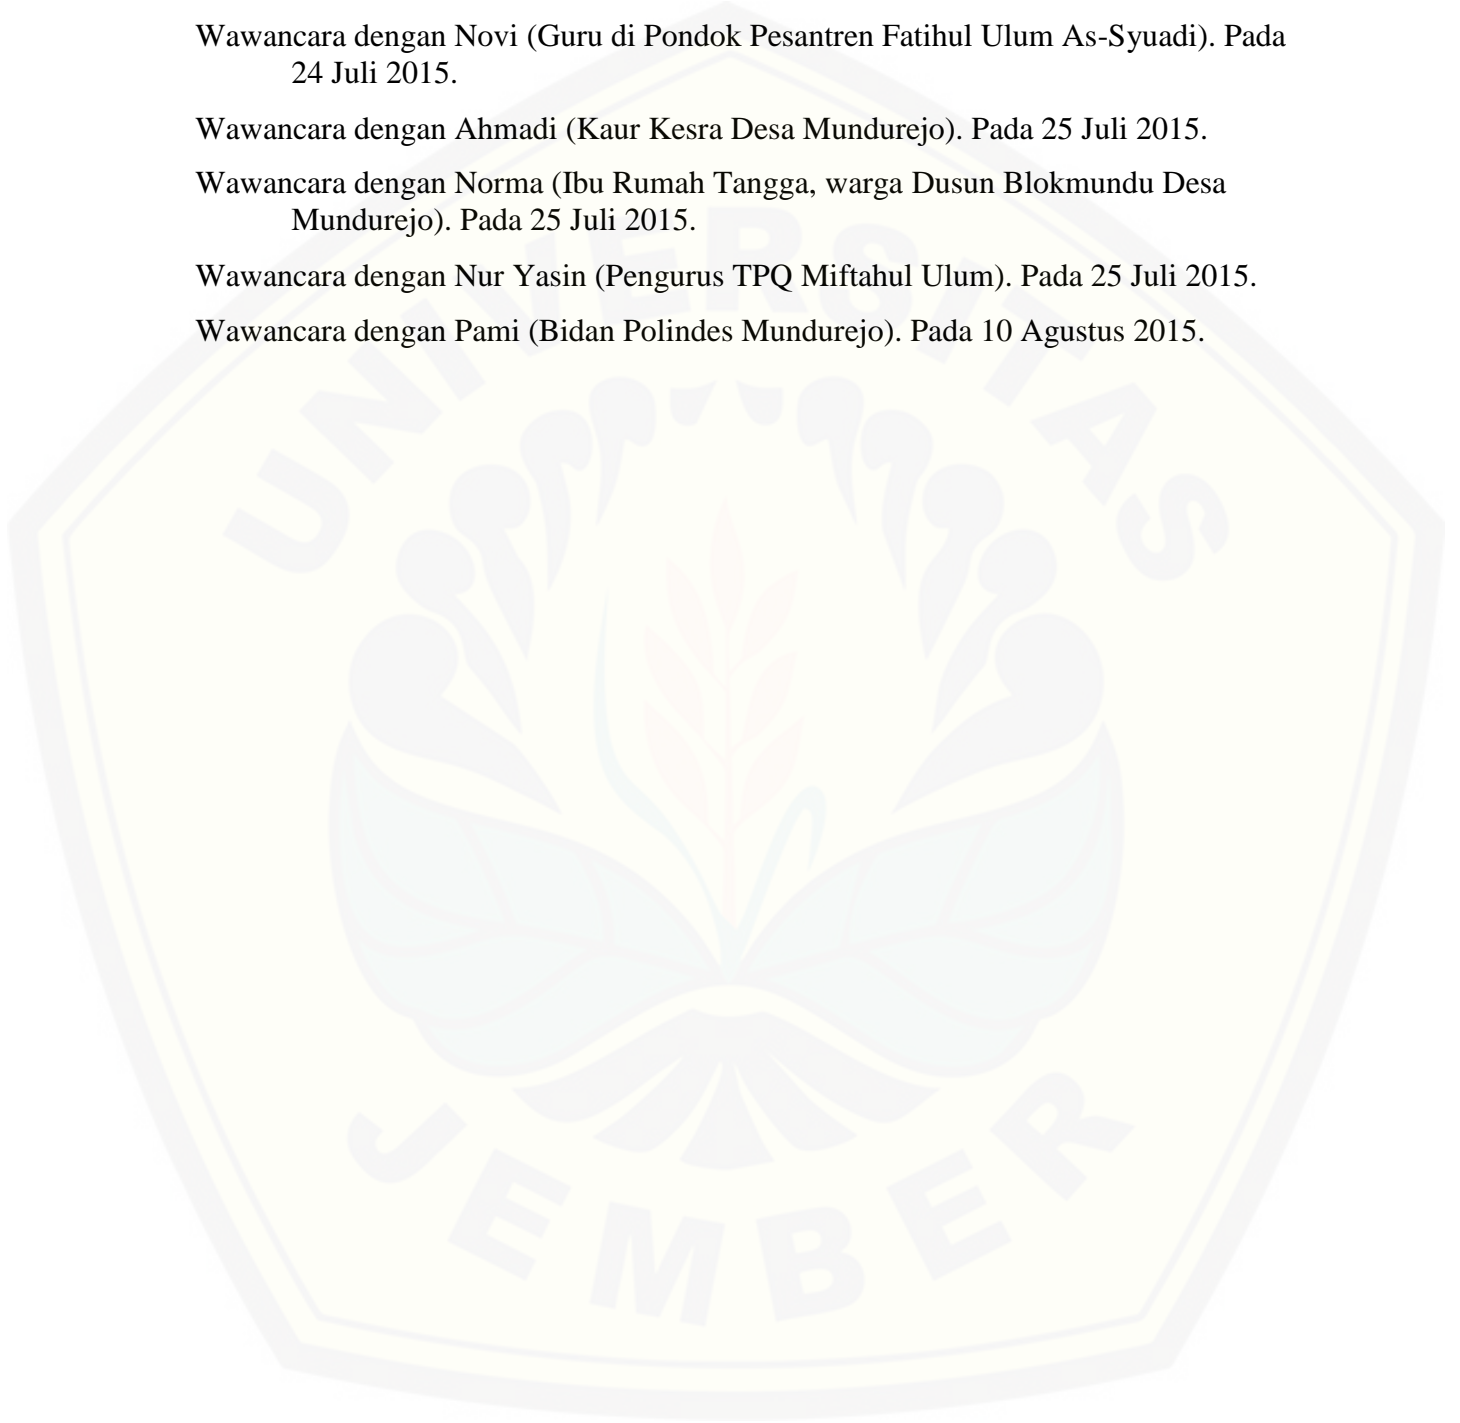 Wawancara dengan Novi (Guru di Pondok Pesantren Fatihul Ulum As-Syuadi). Pada
24 Juli 2015.
Wawancara dengan Ahmadi (Kaur Kesra Desa Mundurejo). Pada 25 Juli 2015.
Wawancara dengan Norma (Ibu Rumah Tangga, warga Dusun Blokmundu Desa
Mundurejo). Pada 25 Juli 2015.
Wawancara dengan Nur Yasin (Pengurus TPQ Miftahul Ulum). Pada 25 Juli 2015.
Wawancara dengan Pami (Bidan Polindes Mundurejo). Pada 10 Agustus 2015.
UNIVERSITAS
JEMBER